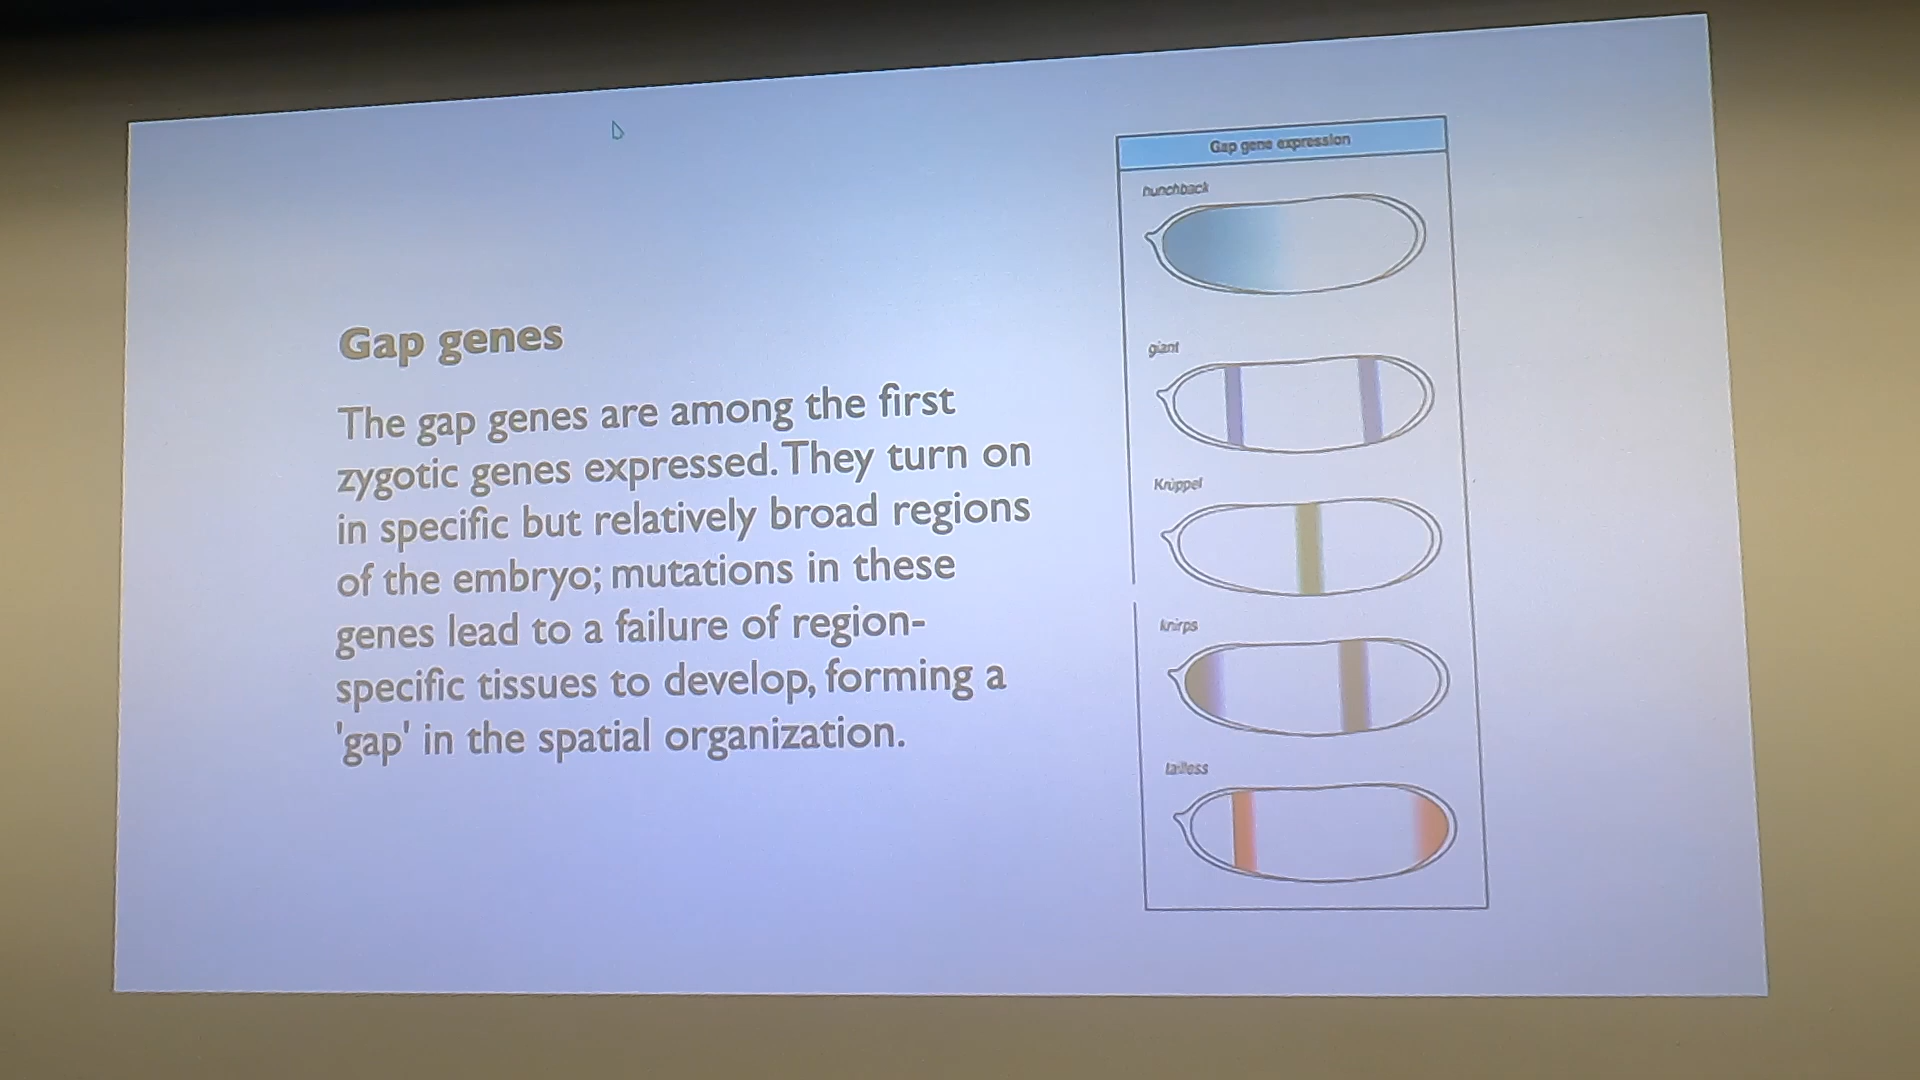 Gap genes
The gap genes are among the first
zygotic genes expressed. They turn on
in specific but relatively broad regions
of the embryo; mutations in these
genes lead to a failure of region-
specific tissues to develop, forming a
'gap' in the spatial organization.
Gap gene expression
hunchback
giant
Krüppel
knirps
tailless